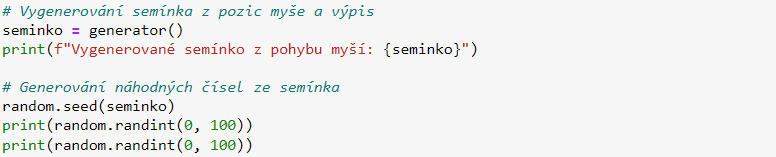 # Vygenerování semínka z pozic myše a výpis
seminko = generator()
print(f"Vygenerované semínko z pohybu myší: {seminko}")
# Generování náhodných čísel ze semínka
random.seed(seminko)
print(random.randint(0, 100))
print(random.randint(0, 100))